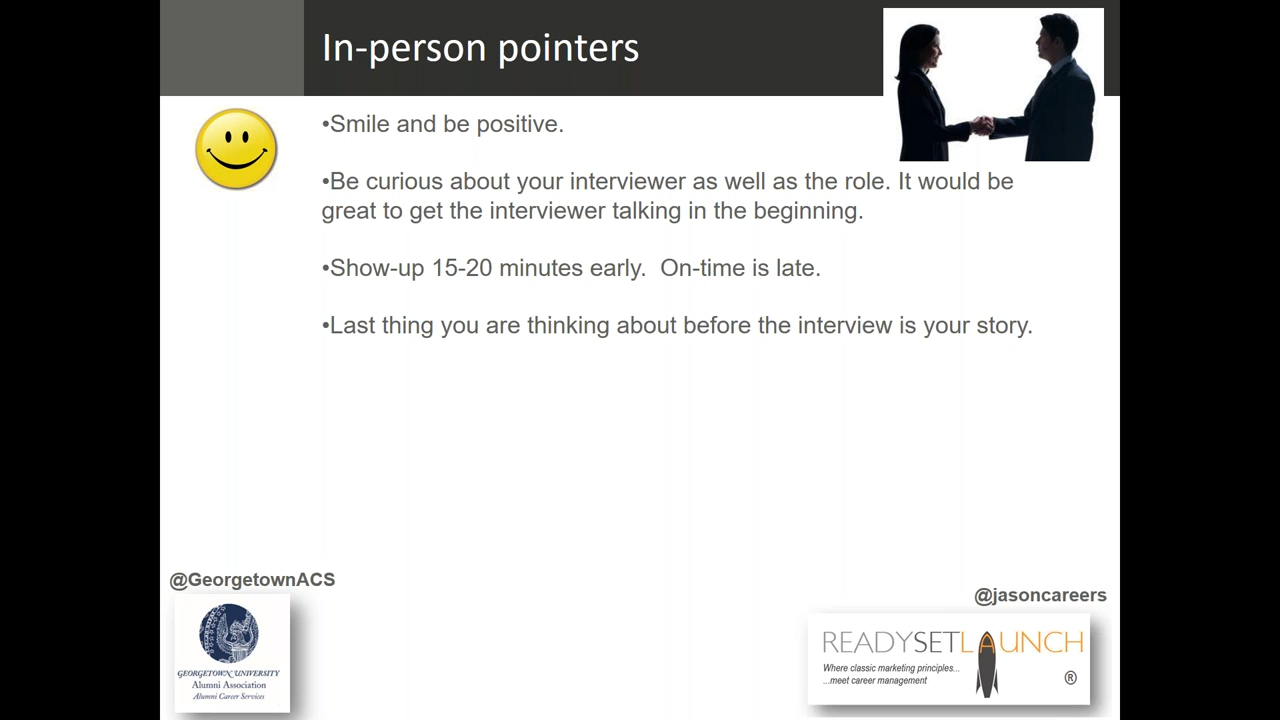 In-person pointers
•Smile and be positive.
•Be curious about your interviewer as well as the role. It would be
great to get the interviewer talking in the beginning.
•Show-up 15-20 minutes early.  On-time is late.
•Last thing you are thinking about before the interview is your story.
@GeorgetownACS
GEORGETOWN UNIVERSITY
Alumni Association
Alumni Career Services
@jasoncareers
READYSETLAUNCH
Where classic marketing principles...
...meet career management
®